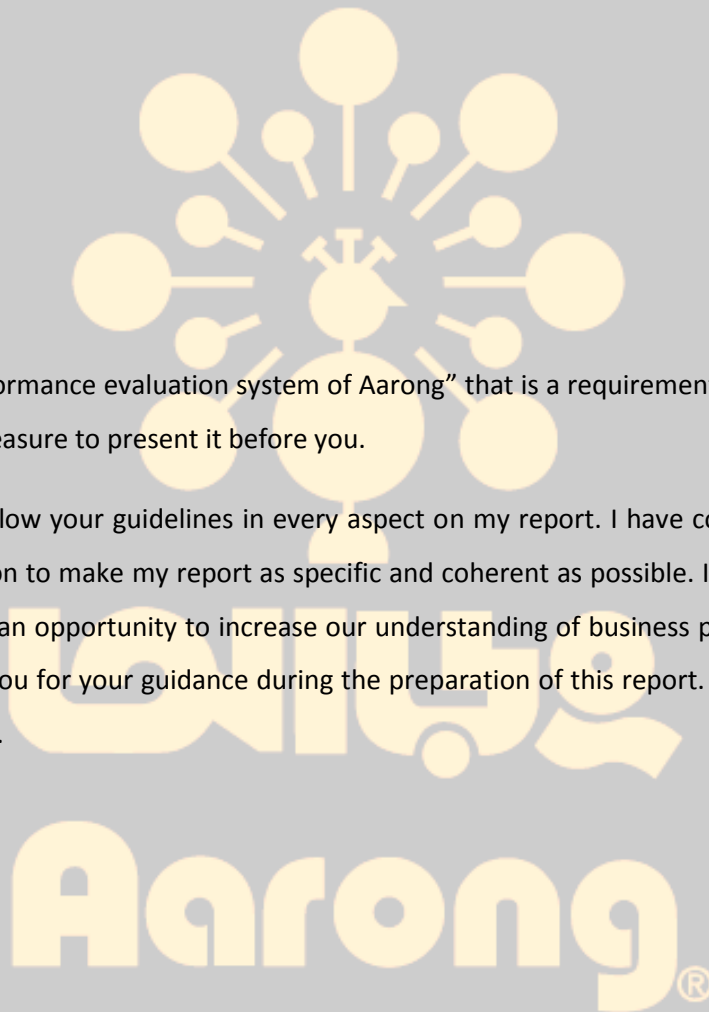 ormance evaluation system of Aarong” that is a requirement
easure to present it before you.
low your guidelines in every aspect on my report. I have co
on to make my report as specific and coherent as possible. I
an opportunity to increase our understanding of business p
ou for your guidance during the preparation of this report.
.
আড়ং
Aarong®